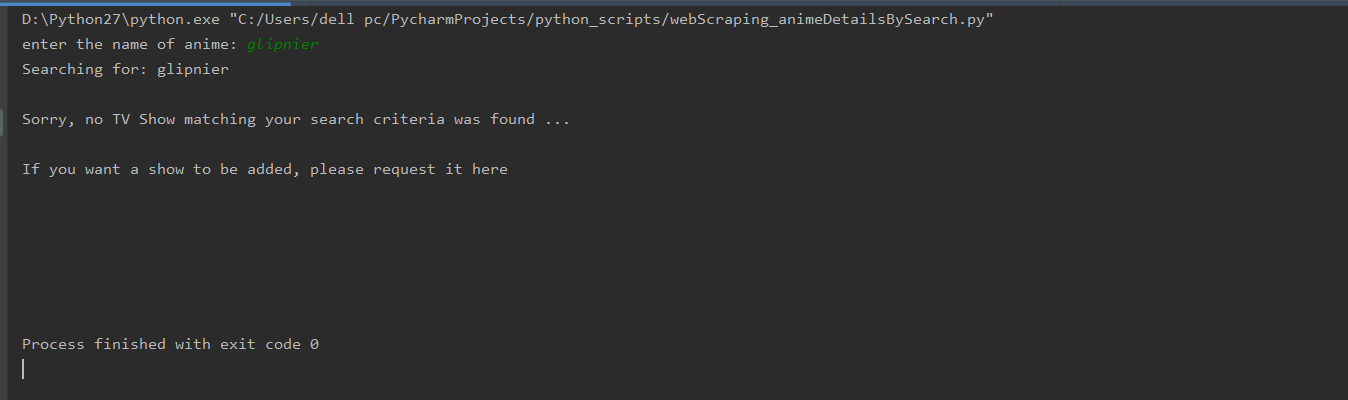 D:\Python27\python.exe "C:/Users/dell pc/PycharmProjects/python_scripts/webScraping_animeDetailsBySearch.py"
enter the name of anime: glipnier
Searching for: glipnier
Sorry, no TV Show matching your search criteria was found ...
If you want a show to be added, please request it here
Process finished with exit code 0